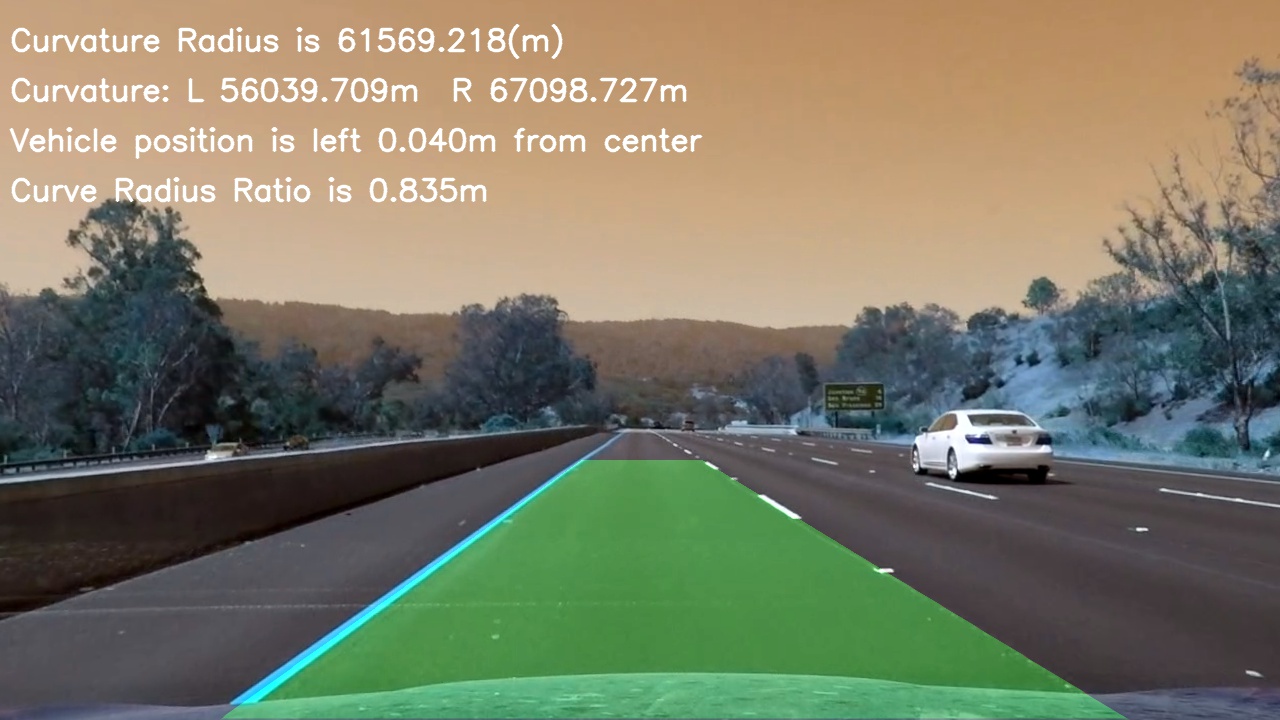 Curvature Radius is 61569.218(m)
Curvature: L 56039.709m R 67098.727m
Vehicle position is left 0.040m from center
Curve Radius Ratio is 0.835m